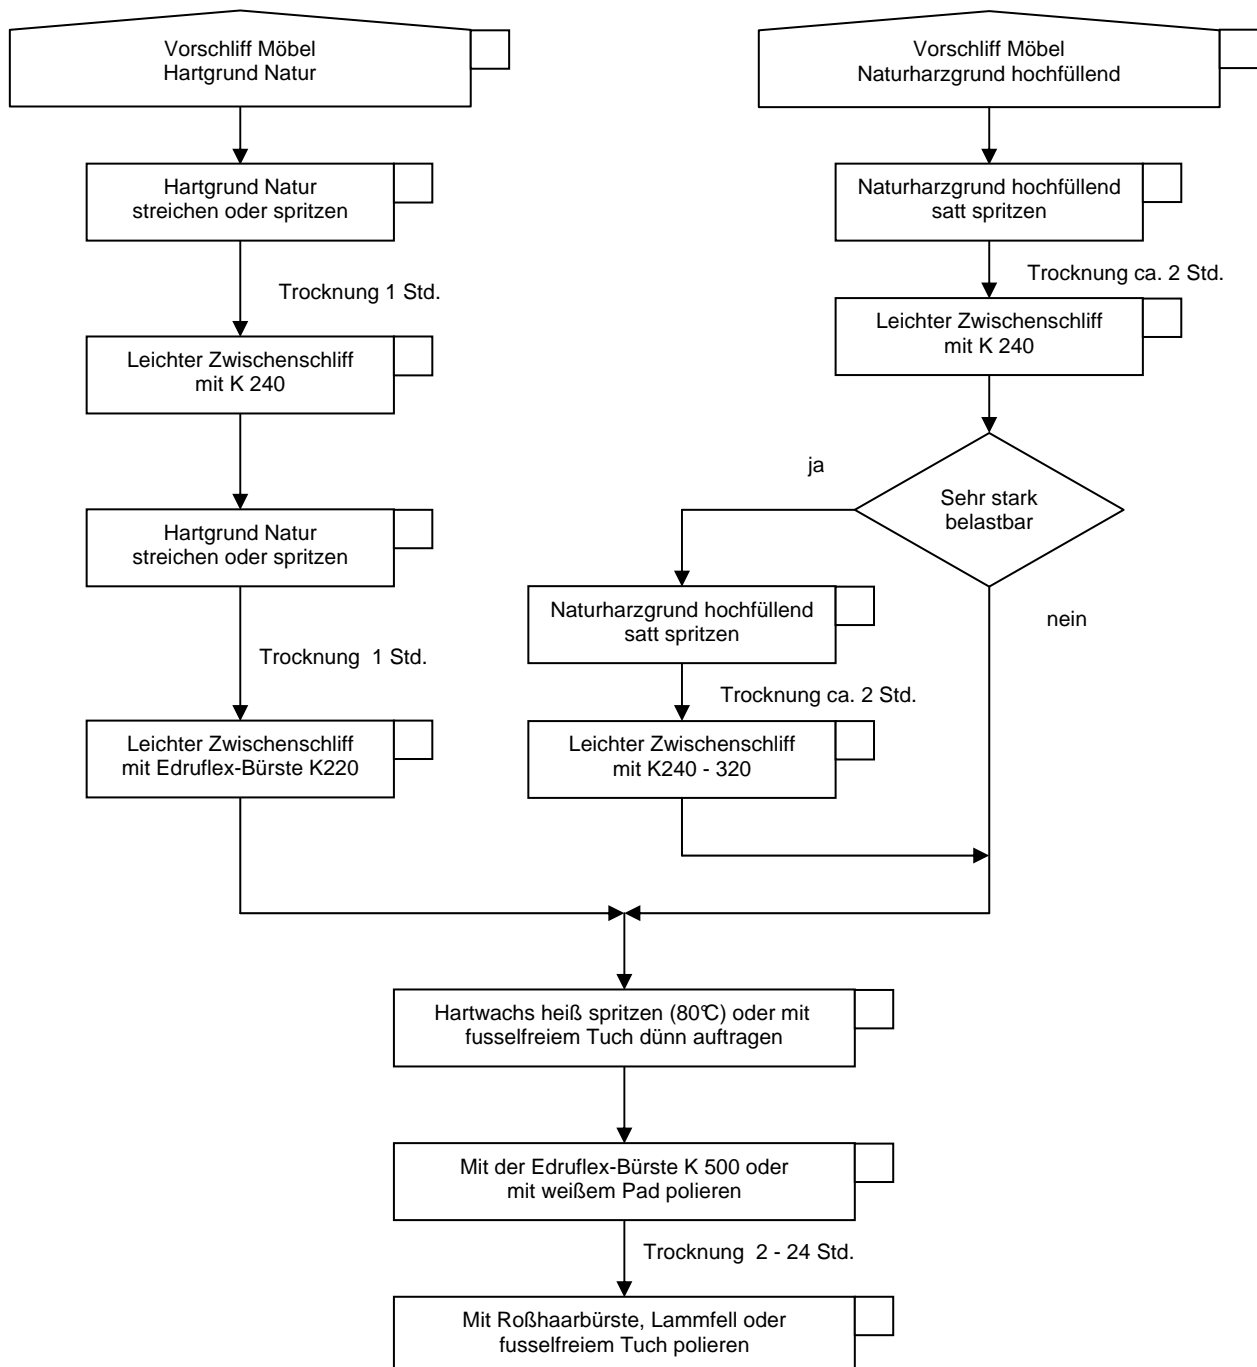 Vorschliff Möbel
Hartgrund Natur
Hartgrund Natur
streichen oder spritzen
Trocknung 1 Std.
Leichter Zwischenschliff
mit K 240
Hartgrund Natur
streichen oder spritzen
Trocknung  1 Std.
Leichter Zwischenschliff
mit Edruflex-Bürste K220
Vorschliff Möbel
Naturharzgrund hochfüllend
Naturharzgrund hochfüllend
satt spritzen
Trocknung ca. 2 Std.
Leichter Zwischenschliff
mit K 240
Sehr stark
belastbar
ja
nein
Naturharzgrund hochfüllend
satt spritzen
Trocknung ca. 2 Std.
Leichter Zwischenschliff
mit K240 - 320
Hartwachs heiß spritzen (80°C) oder mit
fusselfreiem Tuch dünn auftragen
Mit der Edruflex-Bürste K 500 oder
mit weißem Pad polieren
Trocknung  2 - 24 Std.
Mit Roßhaarbürste, Lammfell oder
fusselfreiem Tuch polieren